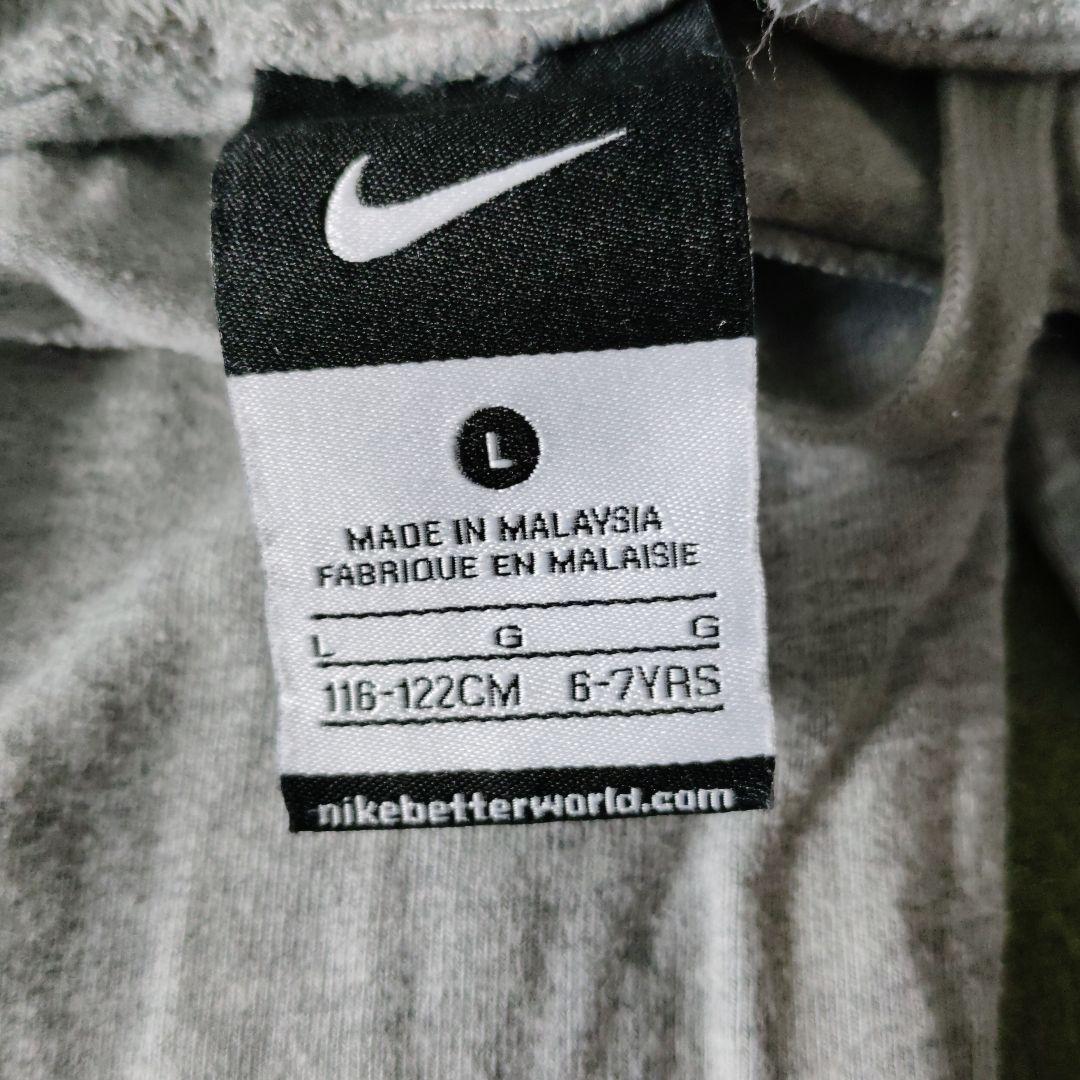 L
MADE IN MALAYSIA
FABRIQUE EN MALAISIE
L G G
116-122CM 6-7YRS
nikebetterworld.com